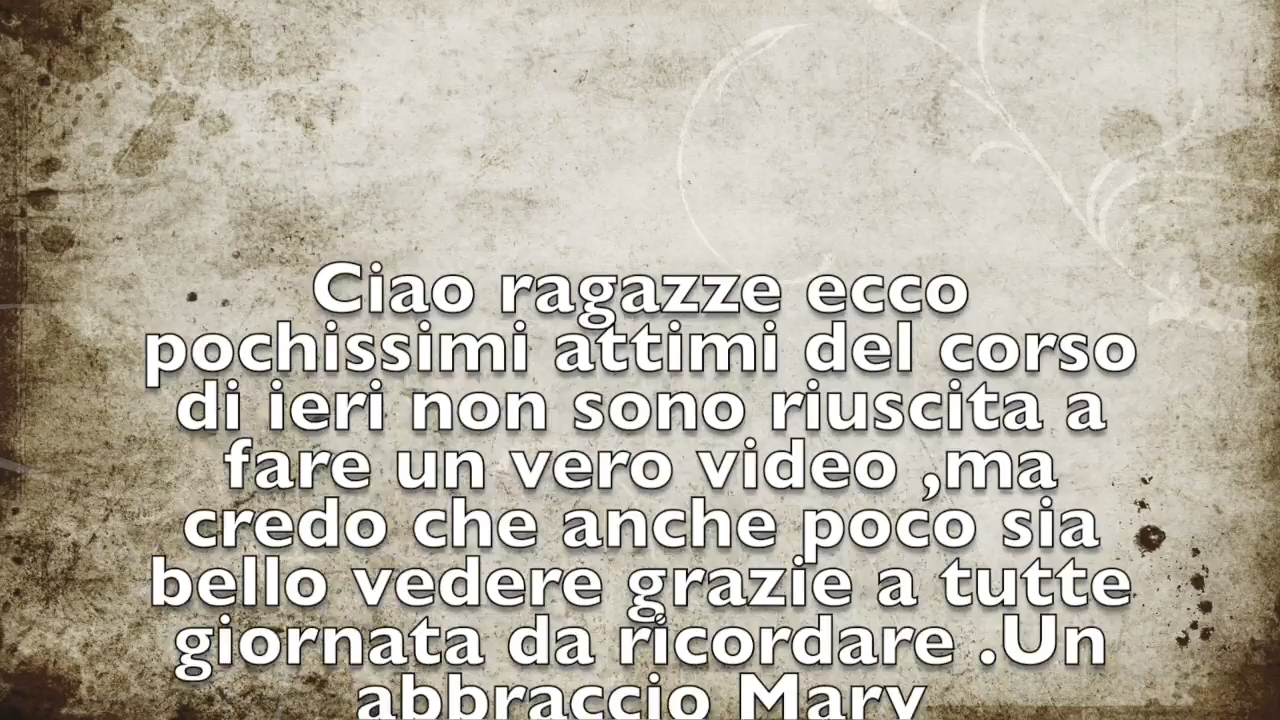 Ciao ragazze ecco
pochissimi attimi del corso
di ieri non sono riuscita a
fare un vero video ,ma
credo che anche poco sia
bello vedere grazie a tutte
giornata da ricordare .Un
abbraccio Mary